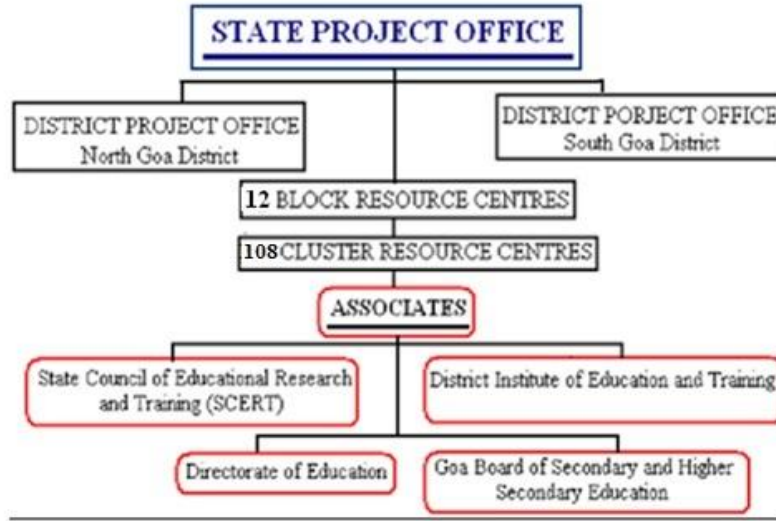 STATE PROJECT OFFICE
DISTRICT PROJECT OFFICE
North Goa District
DISTRICT PORJECT OFFICE
South Goa District
12 BLOCK RESOURCE CENTRES
108 CLUSTER RESOURCE CENTRES
ASSOCIATES
State Council of Educational Research
and Training (SCERT)
District Institute of Education and Training
Directorate of Education
Goa Board of Secondary and Higher
Secondary Education